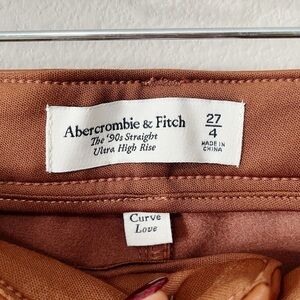 Abercrombie & Fitch
The '90s Straight
Ultra High Rise
27
4
MADE IN
CHINA
Curve
Love